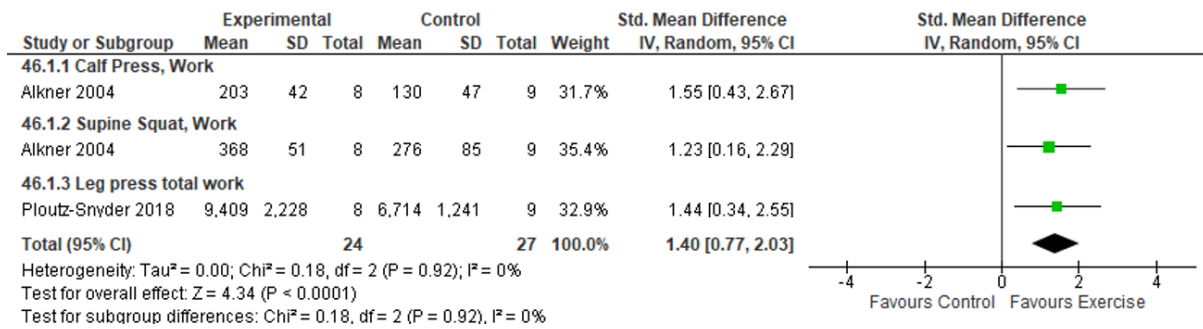 Experimental Control Std. Mean Difference Std. Mean Difference
Study or Subgroup Mean SD Total Mean SD Total Weight IV, Random, 95% CI IV, Random, 95% CI
46.1.1 Calf Press, Work
Alkner 2004 203 42 8 130 47 9 31.7% 1.55 [0.43, 2.67]
46.1.2 Supine Squat, Work
Alkner 2004 368 51 8 276 85 9 35.4% 1.23 [0.16, 2.29]
46.1.3 Leg press total work
Ploutz-Snyder 2018 9,409 2,228 8 6,714 1,241 9 32.9% 1.44 [0.34, 2.55]
Total (95% CI) 24 27 100.0% 1.40 [0.77, 2.03]
Heterogeneity: Tau² = 0.00; Chi² = 0.18, df = 2 (P = 0.92); I² = 0%
Test for overall effect: Z = 4.34 (P < 0.0001)
Test for subgroup differences: Chi² = 0.18, df = 2 (P = 0.92), I² = 0%
-4 -2 0 2 4
Favours Control Favours Exercise